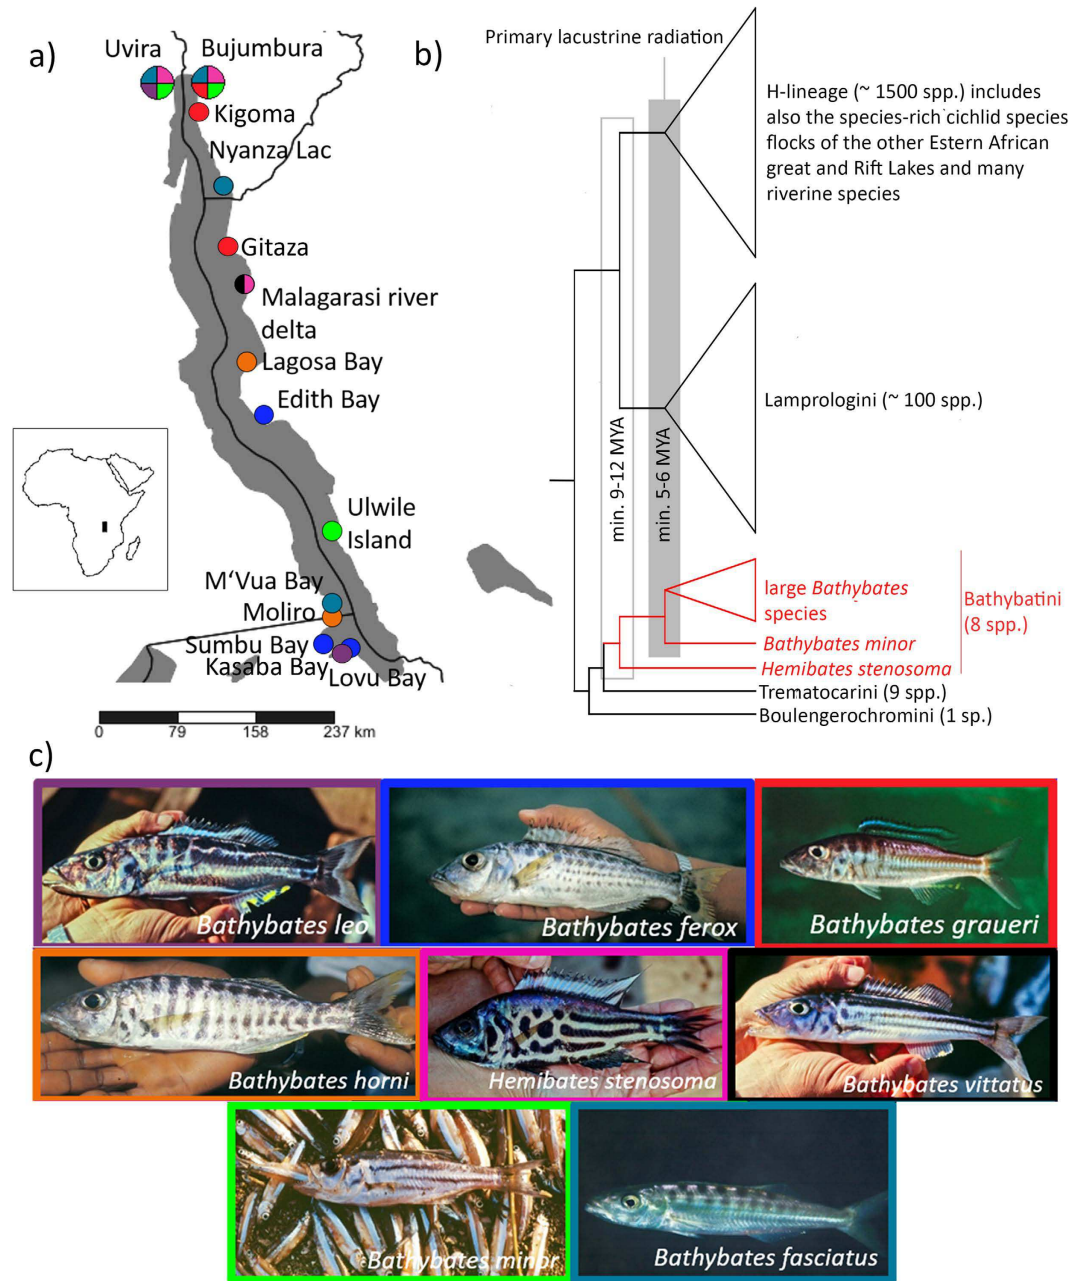 a)
Uvira
Bujumbura
Kigoma
Nyanza Lac
Gitaza
Malagarasi river
delta
Lagosa Bay
Edith Bay
Ulwile
Island
M‘Vua Bay
Moliro
Sumbu Bay
Kasaba Bay
Lovu Bay
0 79 158 237 km
b)
Primary lacustrine radiation
H-lineage (~ 1500 spp.) includes
also the species-rich cichlid species
flocks of the other Estern African
great and Rift Lakes and many
riverine species
Lamprologini (~ 100 spp.)
min. 9-12 MYA
min. 5-6 MYA
large Bathybates
species
Bathybatini
(8 spp.)
Bathybates minor
Hemibates stenosoma
Trematocarini (9 spp.)
Boulengerochromini (1 sp.)
c)
Bathybates leo
Bathybates ferox
Bathybates graueri
Bathybates horni
Hemibates stenosoma
Bathybates vittatus
Bathybates minor
Bathybates fasciatus